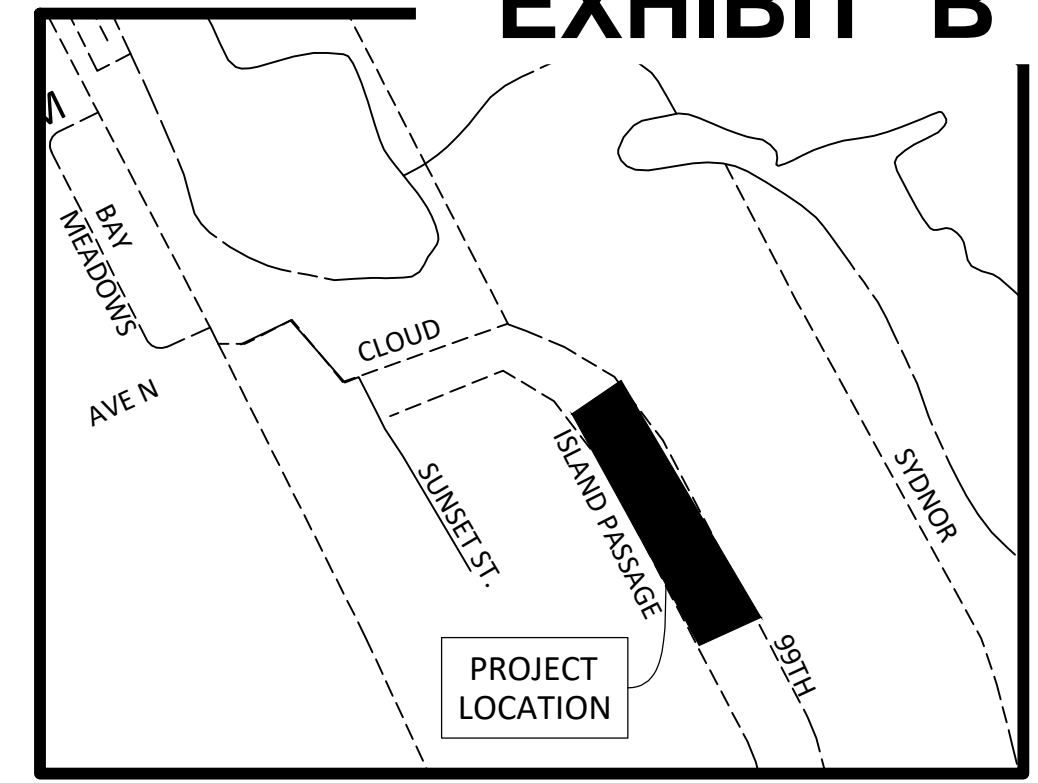 EXHIBIT "B"
BAY
MEADOWS
AVE N
CLOUD
SUNSET ST.
ISLAND PASSAGE
SYDNOR
99TH
PROJECT
LOCATION